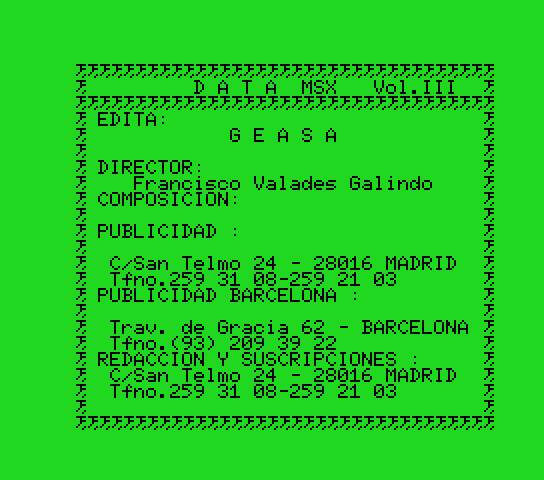 D A T A  MSX   Vol.III
EDITA:
G E A S A
DIRECTOR:
Francisco Valades Galindo
COMPOSICION:
PUBLICIDAD :
C/San Telmo 24 - 28016 MADRID
Tfno.259 31 08-259 21 03
PUBLICIDAD BARCELONA :
Trav. de Gracia 62 - BARCELONA
Tfno.(93) 209 39 22
REDACCION Y SUSCRIPCIONES :
C/San Telmo 24 - 28016 MADRID
Tfno.259 31 08-259 21 03